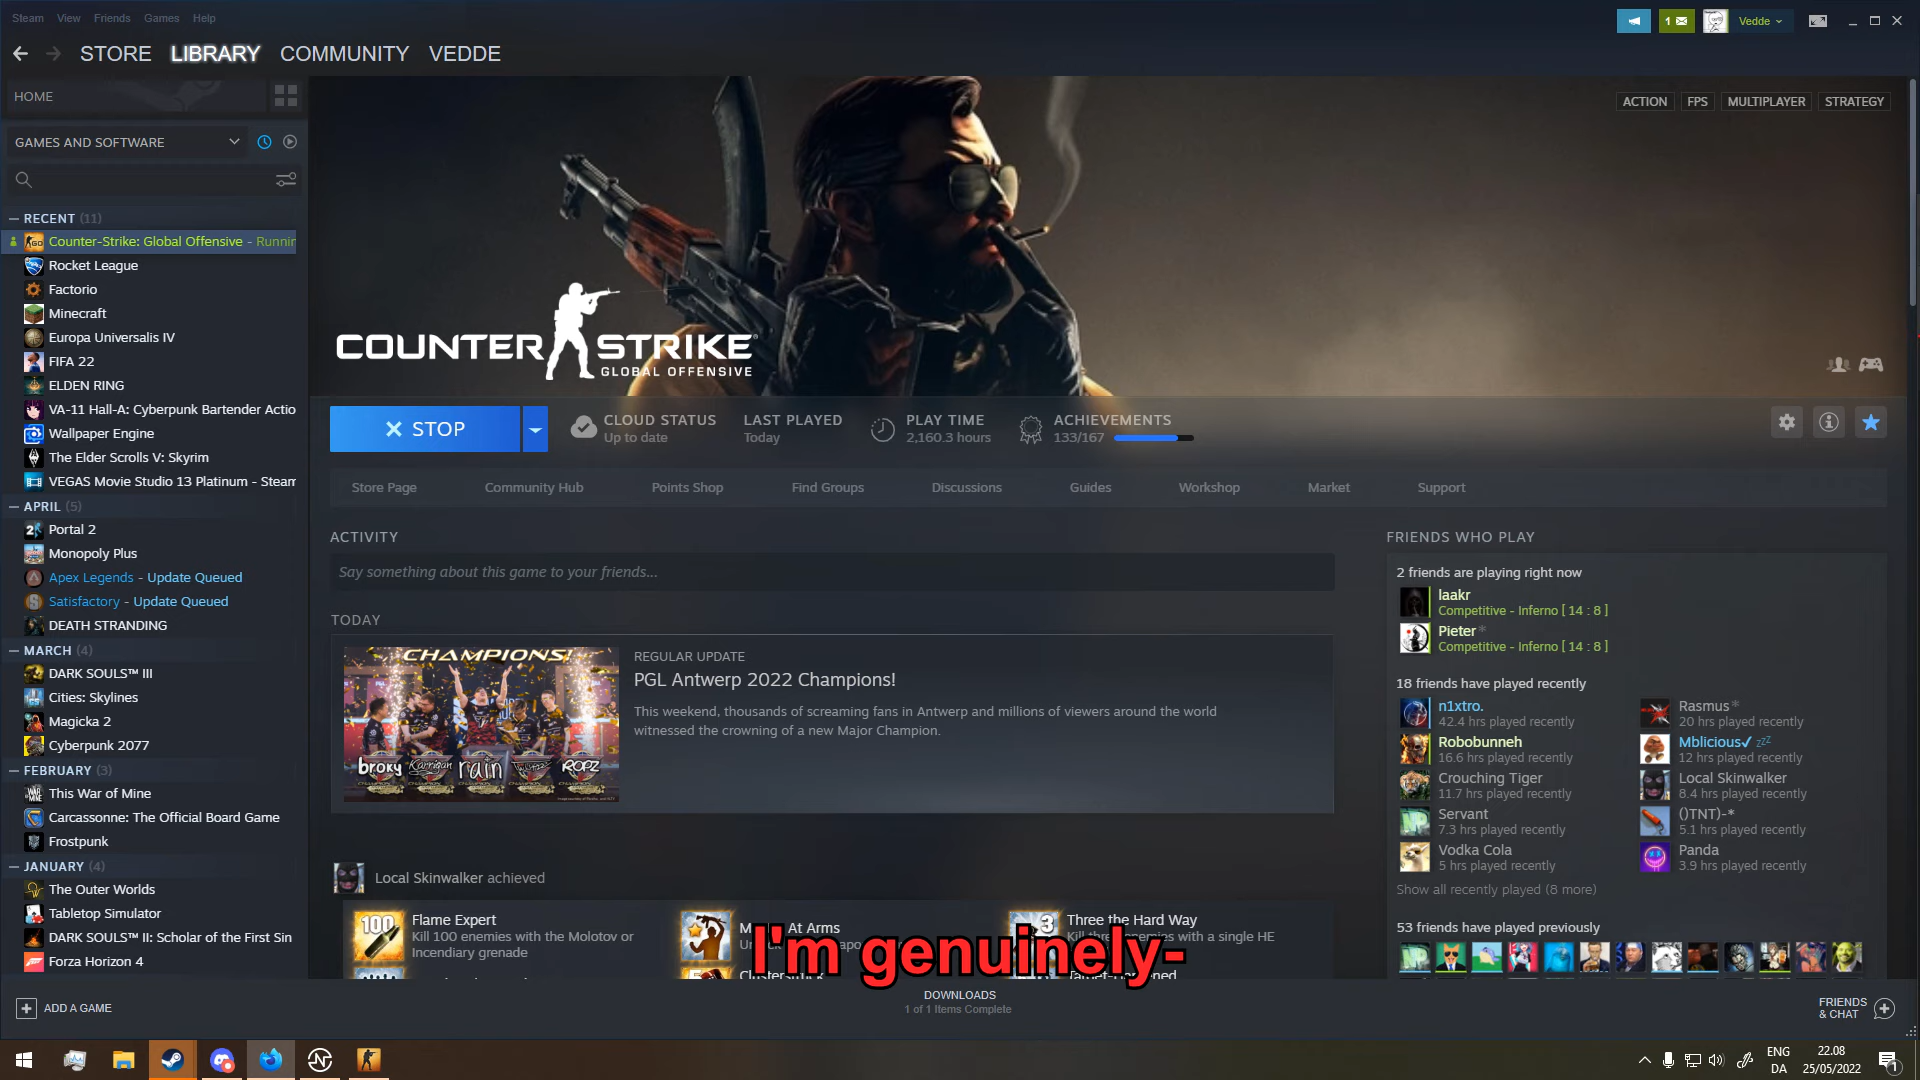 Steam View Friends Games Help
1
Vedde
STORE LIBRARY COMMUNITY VEDDE
HOME
GAMES AND SOFTWARE
RECENT (11)
Counter-Strike: Global Offensive - Runnin
Rocket League
Factorio
Minecraft
Europa Universalis IV
FIFA 22
ELDEN RING
VA-11 Hall-A: Cyberpunk Bartender Actio
Wallpaper Engine
The Elder Scrolls V: Skyrim
VEGAS Movie Studio 13 Platinum - Steam
APRIL (5)
Portal 2
Monopoly Plus
Apex Legends - Update Queued
Satisfactory - Update Queued
DEATH STRANDING
MARCH (4)
DARK SOULS™ III
Cities: Skylines
Magicka 2
Cyberpunk 2077
FEBRUARY (3)
This War of Mine
Carcassonne: The Official Board Game
Frostpunk
JANUARY (4)
The Outer Worlds
Tabletop Simulator
DARK SOULS™ II: Scholar of the First Sin
Forza Horizon 4
ACTION FPS MULTIPLAYER STRATEGY
COUNTER STRIKE
GLOBAL OFFENSIVE
STOP
CLOUD STATUS
Up to date
LAST PLAYED
Today
PLAY TIME
2,160.3 hours
ACHIEVEMENTS
133/167
Store Page Community Hub Points Shop Find Groups Discussions Guides Workshop Market Support
ACTIVITY
Say something about this game to your friends...
TODAY
CHAMPIONS!
broky Karrigan rain Twistzz ROPZ
REGULAR UPDATE
PGL Antwerp 2022 Champions!
This weekend, thousands of screaming fans in Antwerp and millions of viewers around the world
witnessed the crowning of a new Major Champion.
Local Skinwalker achieved
100
Flame Expert
Kill 100 enemies with the Molotov or
Incendiary grenade
At Arms
3
Three the Hard Way
enemies with a single HE
I'm genuinely-
FRIENDS WHO PLAY
2 friends are playing right now
laakr
Competitive - Inferno [ 14 : 8 ]
Pieter*
Competitive - Inferno [ 14 : 8 ]
18 friends have played recently
n1xtro.
42.4 hrs played recently
Rasmus*
20 hrs played recently
Robobunneh
16.6 hrs played recently
Mblicious✓ zzZ
12 hrs played recently
Crouching Tiger
11.7 hrs played recently
Local Skinwalker
8.4 hrs played recently
Servant
7.3 hrs played recently
()TNT)-*
5.1 hrs played recently
Vodka Cola
5 hrs played recently
Panda
3.9 hrs played recently
Show all recently played (8 more)
53 friends have played previously
ADD A GAME
DOWNLOADS
1 of 1 Items Complete
FRIENDS
& CHAT
ENG
DA
22.08
25/05/2022
1